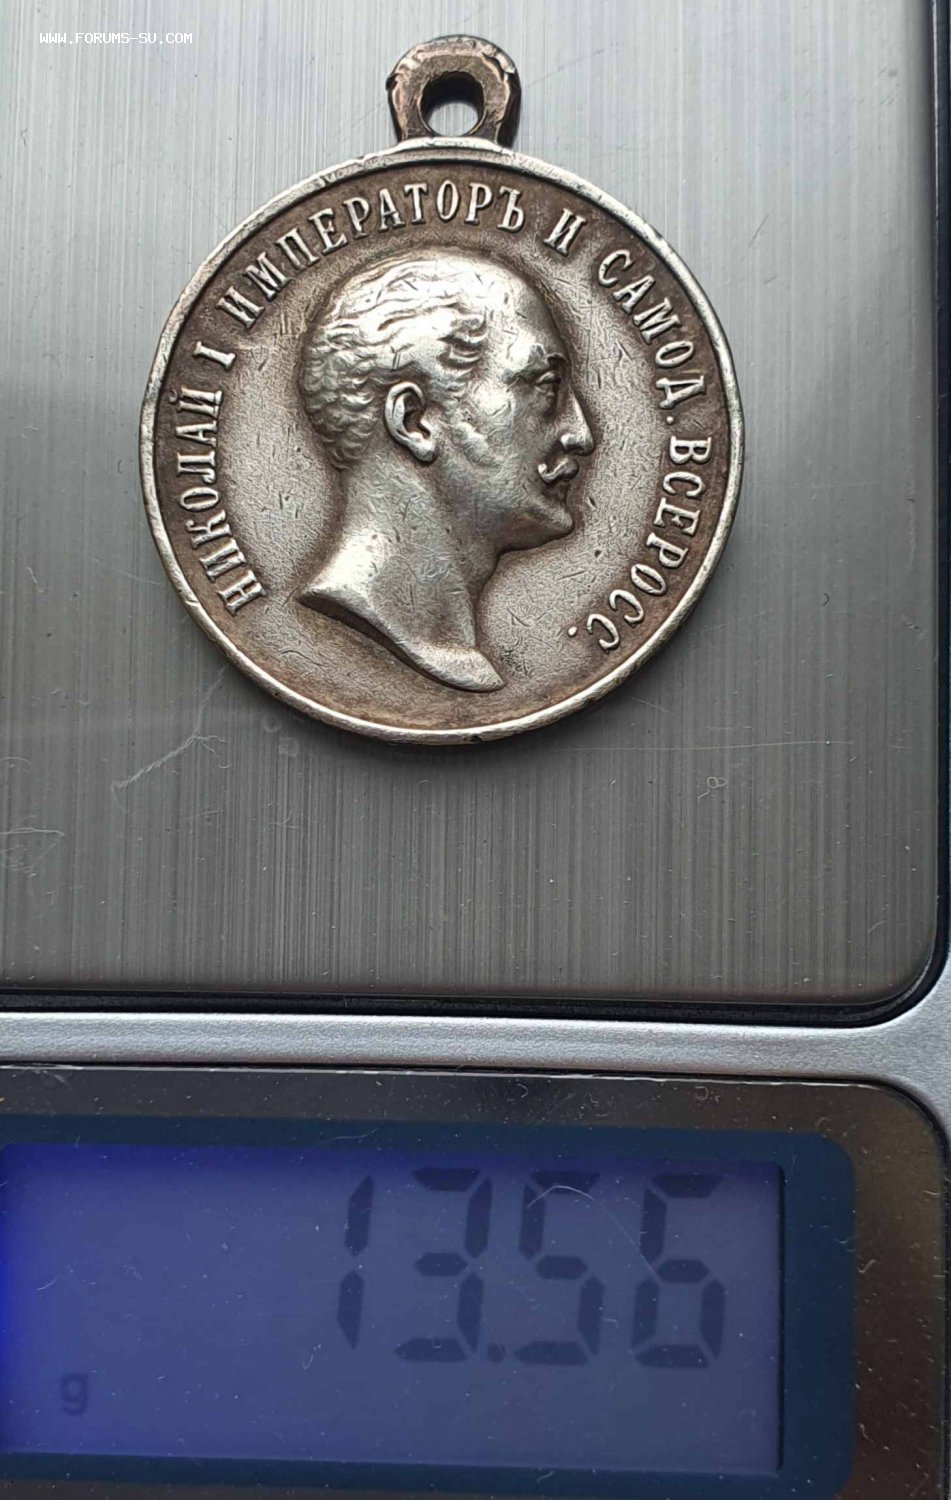 WWW.FORUMS-SU.COM
НИКОЛАЙ I ИМПЕРАТОРЪ И САМОД. ВСЕРОСС.
13.56
g